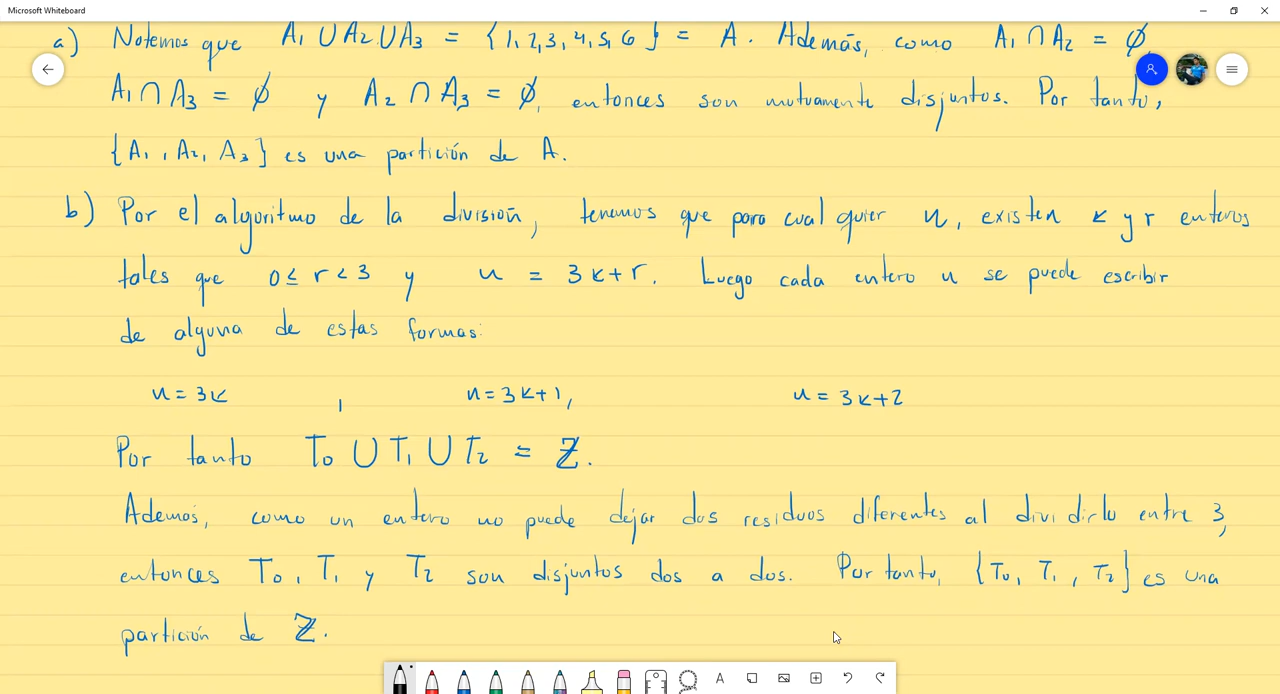 Microsoft Whiteboard
a) Notemos que A₁ ∪ A₂ ∪ A₃ = {1, 2, 3, 4, 5, 6} = A. Además, como A₁ ∩ A₂ = ∅
A₁ ∩ A₃ = ∅ y A₂ ∩ A₃ = ∅, entonces son mutuamente disjuntos. Por tanto,
{A₁, A₂, A₃} es una partición de A.
b) Por el algoritmo de la división, tenemos que para cualquier n, existen k y r enteros
tales que 0 ≤ r < 3 y n = 3k + r. Luego cada entero n se puede escribir
de alguna de estas formas:
n = 3k , n = 3k+1, n = 3k+2
Por tanto T₀ ∪ T₁ ∪ T₂ = ℤ.
Además, como un entero no puede dejar dos residuos diferentes al dividirlo entre 3,
entonces T₀, T₁ y T₂ son disjuntos dos a dos. Por tanto, {T₀, T₁, T₂} es una
partición de ℤ.